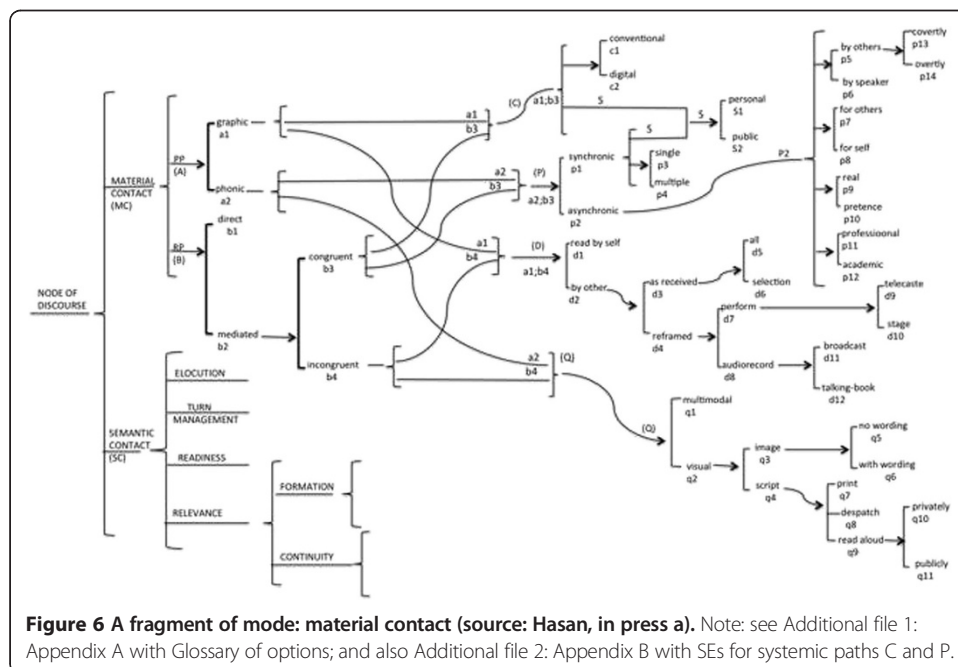 NODE OF
DISCOURSE
MATERIAL
CONTACT
(MC)
PP
(A)
graphic
a1
phonic
a2
RP
(B)
direct
b1
mediated
b2
congruent
b3
incongruent
b4
a1
b3
(C)
a1;b3
conventional
c1
digital
c2
S
S
S
personal
S1
public
S2
a2
b3
(P)
a2;b3
synchronic
p1
single
p3
multiple
p4
asynchronic
p2
P2
by others
p5
covertly
p13
overtly
p14
by speaker
p6
for others
p7
for self
p8
real
p9
pretence
p10
professioonal
p11
academic
p12
a1
b4
(D)
a1;b4
read by self
d1
by other
d2
as received
d3
all
d5
selection
d6
reframed
d4
perform
d7
telecaste
d9
stage
d10
audiorecord
d8
broadcast
d11
talking-book
d12
a2
b4
(Q)
(Q)
multimodal
q1
visual
q2
image
q3
no wording
q5
with wording
q6
script
q4
print
q7
despatch
q8
read aloud
q9
privately
q10
publicly
q11
SEMANTIC
CONTACT
(SC)
ELOCUTION
TURN
MANAGEMENT
READINESS
RELEVANCE
FORMATION
CONTINUITY
Figure 6 A fragment of mode: material contact (source: Hasan, in press a). Note: see Additional file 1:
Appendix A with Glossary of options; and also Additional file 2: Appendix B with SEs for systemic paths C and P.